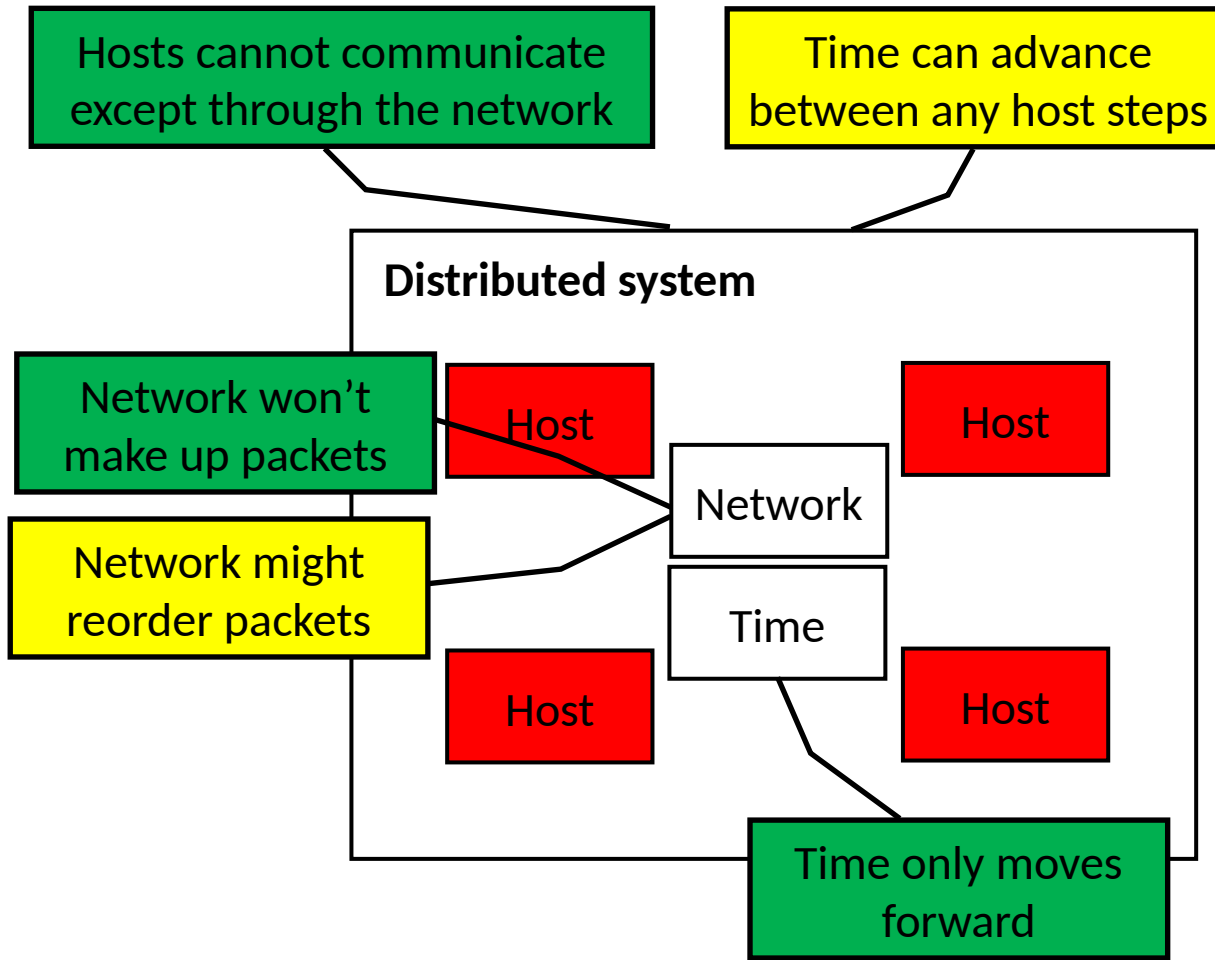 Hosts cannot communicate
except through the network
Time can advance
between any host steps
Distributed system
Network won’t
make up packets
Host
Host
Network
Network might
reorder packets
Time
Host
Host
Time only moves
forward